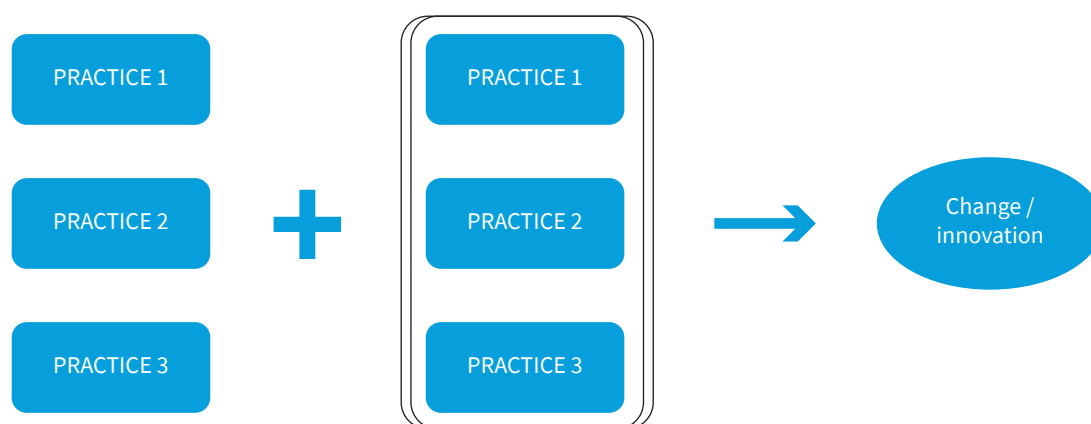 PRACTICE 1
PRACTICE 2
PRACTICE 3
PRACTICE 1
PRACTICE 2
PRACTICE 3
Change /
innovation